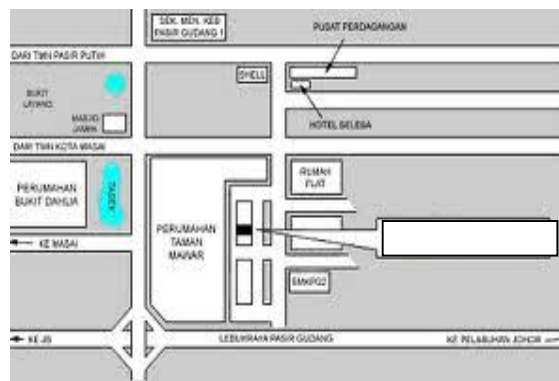 SEK. MEN. KEB
PASIR GUDANG 1
PUSAT PERDAGANGAN
DARI TMN PASIR PUTIH
SHELL
BUKIT
LAYANG
MASJID
JAMEK
HOTEL SELESA
DARI TMN KOTA MASAI
PERUMAHAN
BUKIT DAHLIA
TASEK
RUMAH
FLAT
PERUMAHAN
TAMAN
MAWAR
KE MASAI
SMKPG2
KE JB
LEBUHRAYA PASIR GUDANG
KE PELABUHAN JOHOR